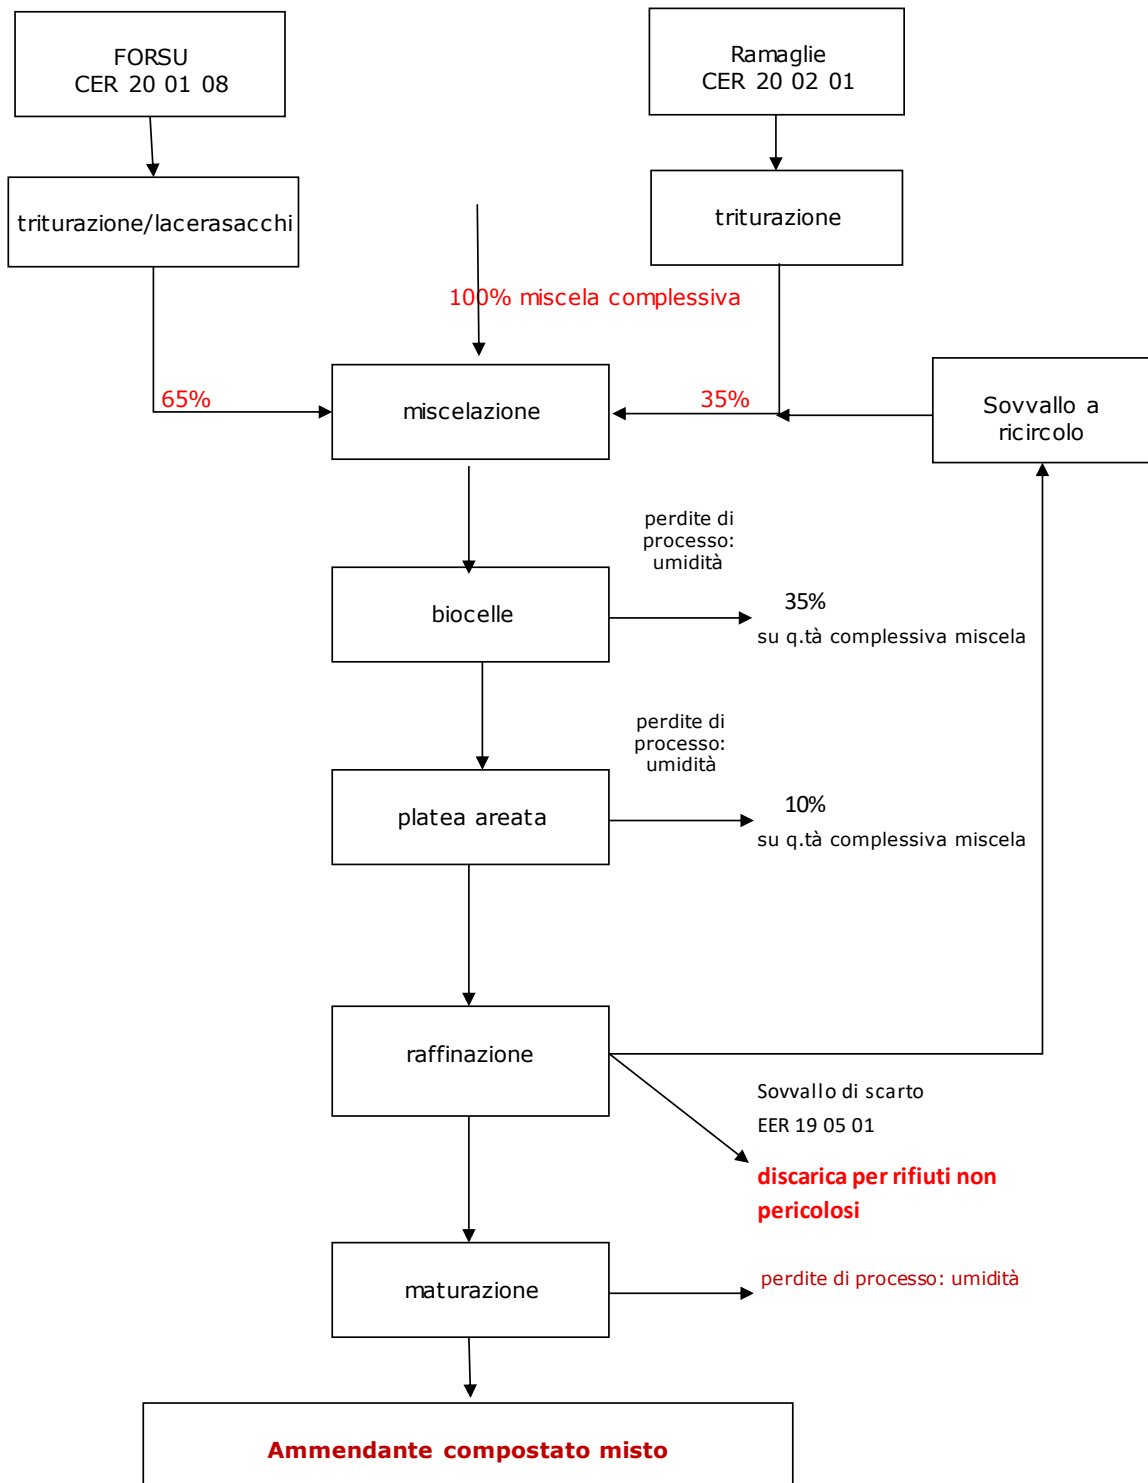 FORSU
CER 20 01 08
Ramaglie
CER 20 02 01
triturazione/lacerasacchi
triturazione
100% miscela complessiva
65%
miscelazione
35%
Sovvallo a
ricircolo
perdite di
processo:
umidità
biocelle
35%
su q.tà complessiva miscela
perdite di
processo:
umidità
platea areata
10%
su q.tà complessiva miscela
raffinazione
Sovvallo di scarto
EER 19 05 01
discarica per rifiuti non
pericolosi
maturazione
perdite di processo: umidità
Ammendante compostato misto